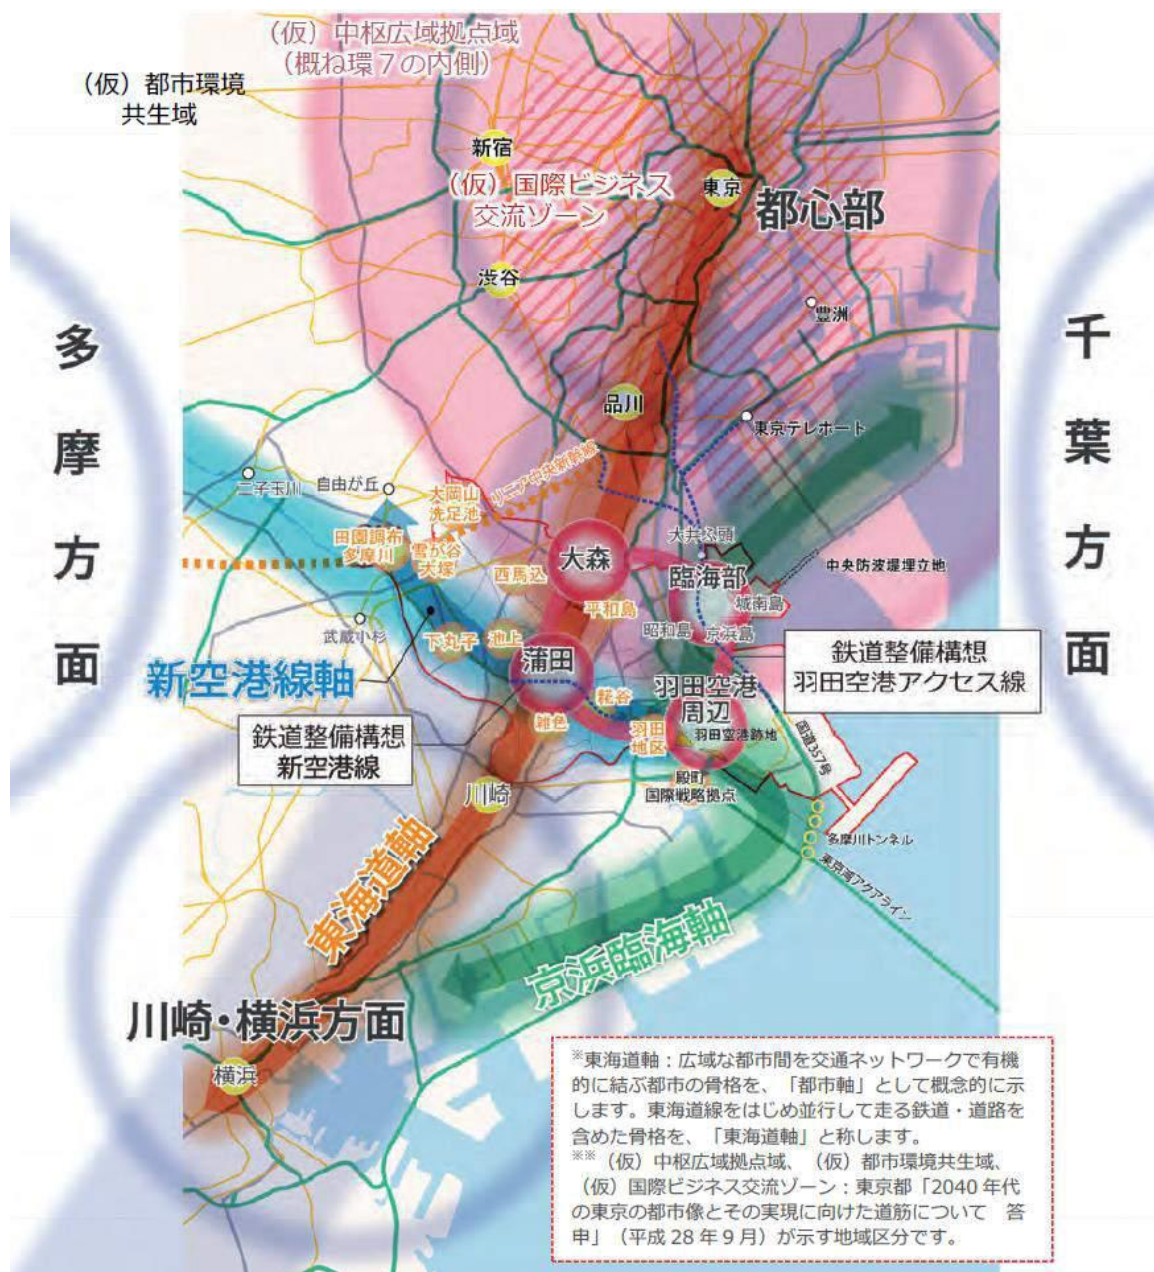 （仮）中枢広域拠点域
（概ね環７の内側）
（仮）都市環境
共生域
新宿
（仮）国際ビジネス
交流ゾーン
東京
都心部
渋谷
豊洲
多摩方面
千葉方面
品川
東京テレポート
リニア中央新幹線
二子玉川
自由が丘
大岡山
洗足池
田園調布
多摩川
雪が谷
大塚
西馬込
大森
大井ふ頭
臨海部
中央防波堤埋立地
城南島
平和島
昭和島
京浜島
武蔵小杉
下丸子
池上
蒲田
新空港線軸
鉄道整備構想
羽田空港アクセス線
羽田空港
周辺
羽田空港跡地
糀谷
雑色
羽田
地区
鉄道整備構想
新空港線
国道357号
殿町
国際戦略拠点
川崎
多摩川トンネル
東京湾アクアライン
東海道軸
京浜臨海軸
川崎・横浜方面
横浜
※東海道軸：広域な都市間を交通ネットワークで有機
的に結ぶ都市の骨格を、「都市軸」として概念的に示
します。東海道線をはじめ並行して走る鉄道・道路を
含めた骨格を、「東海道軸」と称します。
※※（仮）中枢広域拠点域、（仮）都市環境共生域、
（仮）国際ビジネス交流ゾーン：東京都「2040 年代
の東京の都市像とその実現に向けた道筋について　答
申」（平成 28 年 9 月）が示す地域区分です。